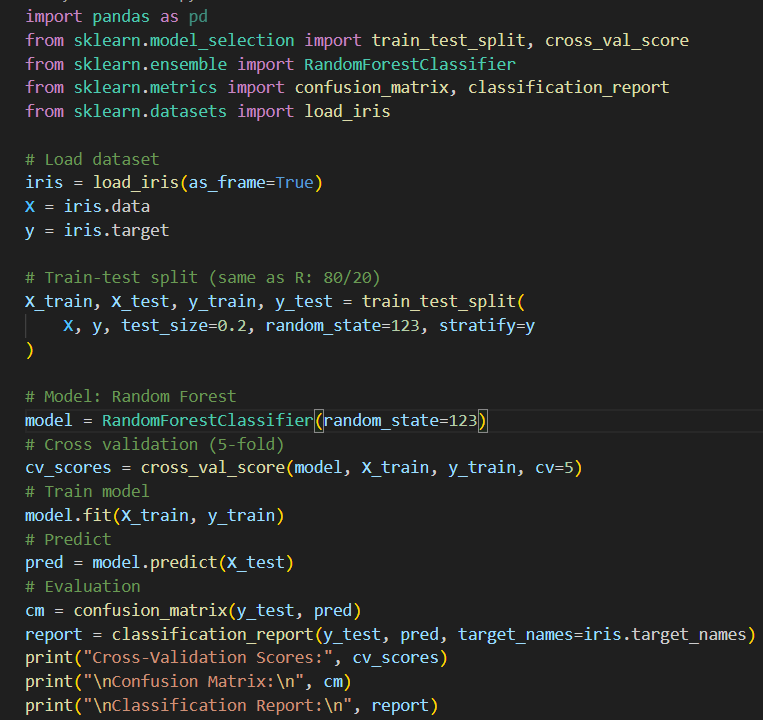 import pandas as pd
from sklearn.model_selection import train_test_split, cross_val_score
from sklearn.ensemble import RandomForestClassifier
from sklearn.metrics import confusion_matrix, classification_report
from sklearn.datasets import load_iris
# Load dataset
iris = load_iris(as_frame=True)
X = iris.data
y = iris.target
# Train-test split (same as R: 80/20)
X_train, X_test, y_train, y_test = train_test_split(
    X, y, test_size=0.2, random_state=123, stratify=y
)
# Model: Random Forest
model = RandomForestClassifier(random_state=123)
# Cross validation (5-fold)
cv_scores = cross_val_score(model, X_train, y_train, cv=5)
# Train model
model.fit(X_train, y_train)
# Predict
pred = model.predict(X_test)
# Evaluation
cm = confusion_matrix(y_test, pred)
report = classification_report(y_test, pred, target_names=iris.target_names)
print("Cross-Validation Scores:", cv_scores)
print("\nConfusion Matrix:\n", cm)
print("\nClassification Report:\n", report)